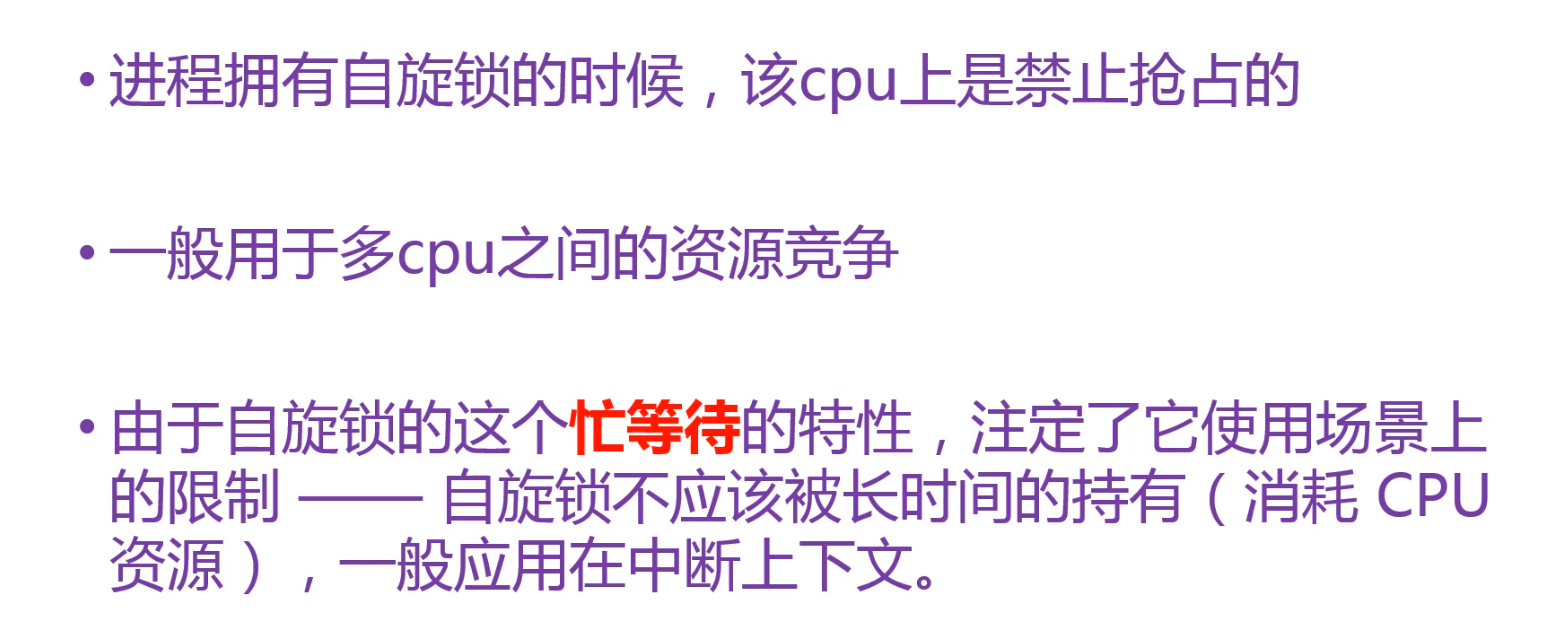 • 进程拥有自旋锁的时候，该cpu上是禁止抢占的
• 一般用于多cpu之间的资源竞争
• 由于自旋锁的这个忙等待的特性，注定了它使用场景上
的限制 —— 自旋锁不应该被长时间的持有（消耗 CPU
资源），一般应用在中断上下文。